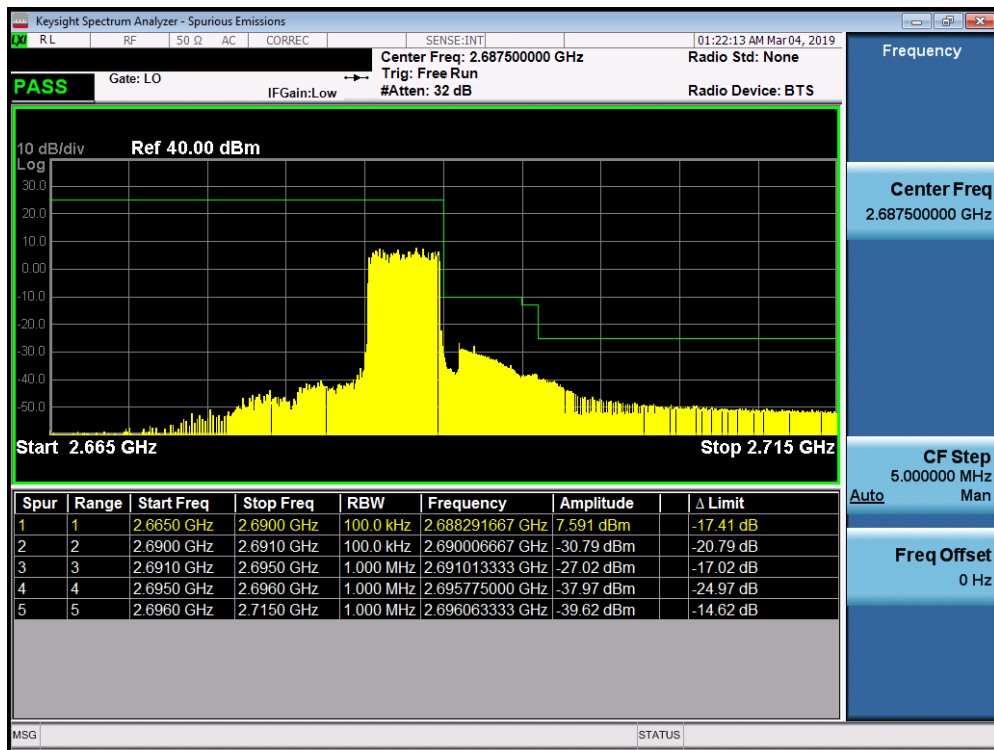 Keysight Spectrum Analyzer - Spurious Emissions
LXI RL RF 50 Ω AC CORREC SENSE:INT 01:22:13 AM Mar 04, 2019
Center Freq: 2.687500000 GHz Radio Std: None
PASS Gate: LO Trig: Free Run
IFGain:Low #Atten: 32 dB Radio Device: BTS
10 dB/div Ref 40.00 dBm
Log
30.0
20.0
10.0
0.00
-10.0
-20.0
-30.0
-40.0
-50.0
Start 2.665 GHz Stop 2.715 GHz
Spur Range Start Freq Stop Freq RBW Frequency Amplitude Δ Limit
1 1 2.6650 GHz 2.6900 GHz 100.0 kHz 2.688291667 GHz 7.591 dBm -17.41 dB
2 2 2.6900 GHz 2.6910 GHz 100.0 kHz 2.690006667 GHz -30.79 dBm -20.79 dB
3 3 2.6910 GHz 2.6950 GHz 1.000 MHz 2.691013333 GHz -27.02 dBm -17.02 dB
4 4 2.6950 GHz 2.6960 GHz 1.000 MHz 2.695775000 GHz -37.97 dBm -24.97 dB
5 5 2.6960 GHz 2.7150 GHz 1.000 MHz 2.696063333 GHz -39.62 dBm -14.62 dB
MSG STATUS
Frequency
Center Freq
2.687500000 GHz
CF Step
5.000000 MHz
Auto Man
Freq Offset
0 Hz